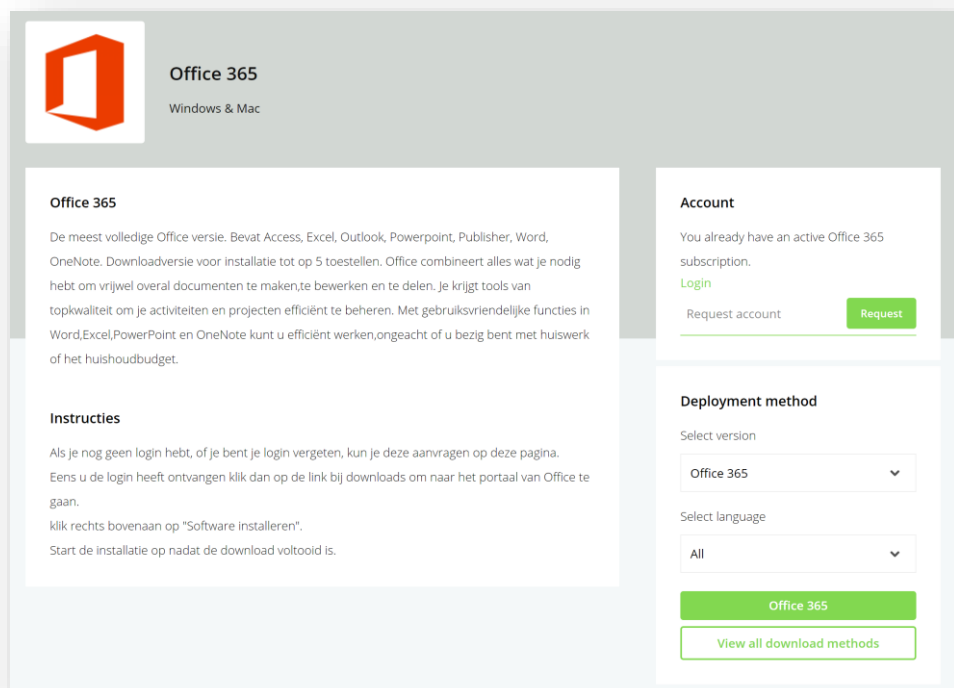 Office 365
Windows & Mac
Office 365
De meest volledige Office versie. Bevat Access, Excel, Outlook, Powerpoint, Publisher, Word,
OneNote. Downloadversie voor installatie tot op 5 toestellen. Office combineert alles wat je nodig
hebt om vrijwel overal documenten te maken,te bewerken en te delen. Je krijgt tools van
topkwaliteit om je activiteiten en projecten efficiënt te beheren. Met gebruiksvriendelijke functies in
Word,Excel,PowerPoint en OneNote kunt u efficiënt werken,ongeacht of u bezig bent met huiswerk
of het huishoudbudget.
Instructies
Als je nog geen login hebt, of je bent je login vergeten, kun je deze aanvragen op deze pagina.
Eens u de login heeft ontvangen klik dan op de link bij downloads om naar het portaal van Office te
gaan.
klik rechts bovenaan op "Software installeren".
Start de installatie op nadat de download voltooid is.
Account
You already have an active Office 365
subscription.
Login
Request account
Request
Deployment method
Select version
Office 365
Select language
All
Office 365
View all download methods